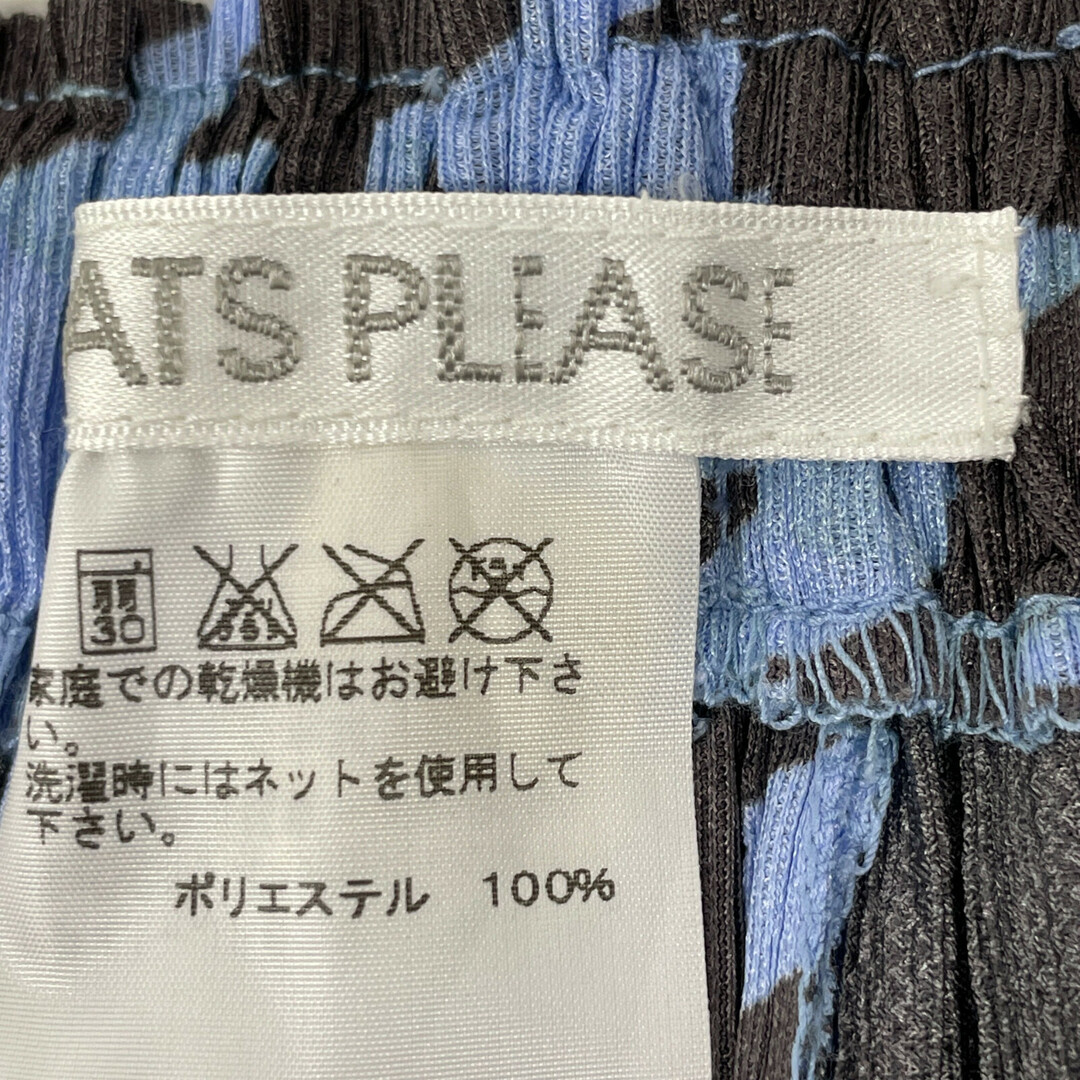 ATS PLEASE
弱
30
家庭での乾燥機はお避け下さ
い。
洗濯時にはネットを使用して
下さい。
ポリエステル 100%